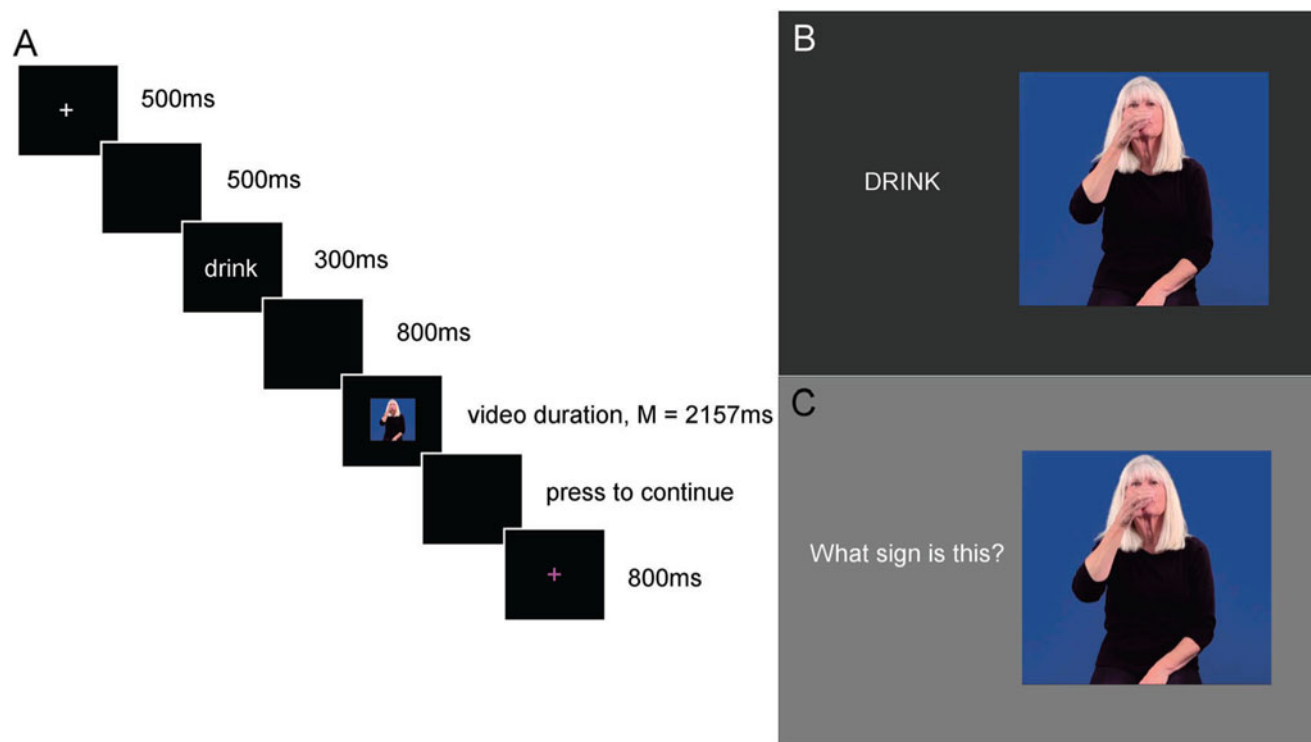 A
+
500ms
500ms
drink
300ms
800ms
video duration, M = 2157ms
press to continue
+
800ms
B
DRINK
C
What sign is this?